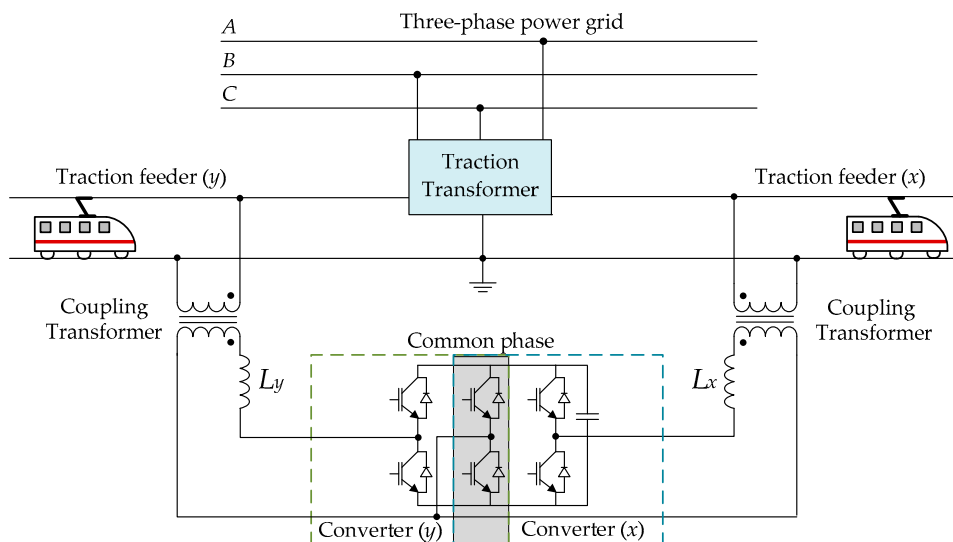 A
Three-phase power grid
B
C
Traction
Transformer
Traction feeder (y)
Traction feeder (x)
Coupling
Transformer
Coupling
Transformer
Common phase
Ly
Lx
Converter (y)
Converter (x)